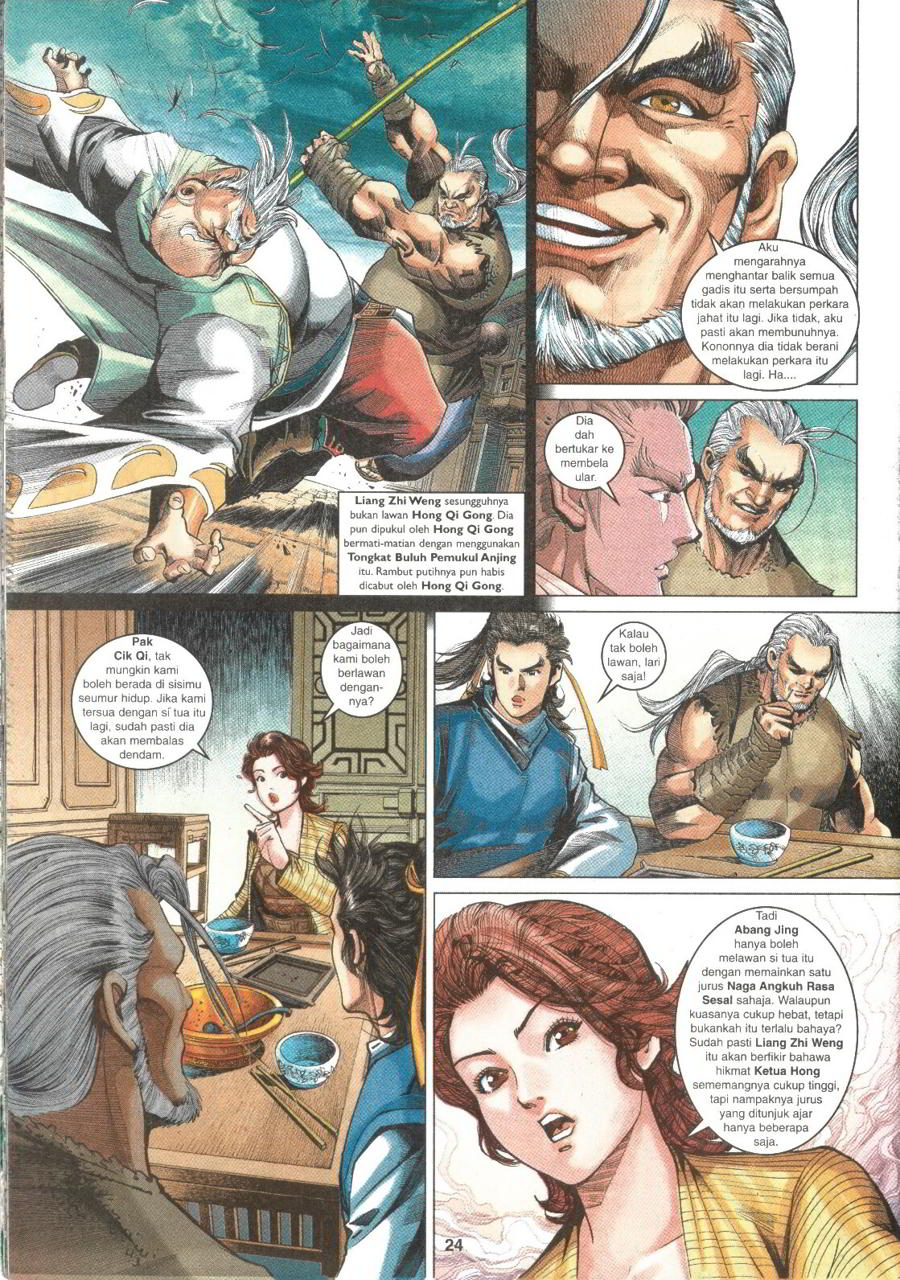 Liang Zhi Weng sesungguhnya
bukan lawan Hong Qi Gong. Dia
pun dipukul oleh Hong Qi Gong
bermati-matian dengan menggunakan
Tongkat Buluh Pemukul Anjing
itu. Rambut putihnya pun habis
dicabut oleh Hong Qi Gong.
Aku
mengarahnya
menghantar balik semua
gadis itu serta bersumpah
tidak akan melakukan perkara
jahat itu lagi. Jika tidak, aku
pasti akan membunuhnya.
Kononnya dia tidak berani
melakukan perkara itu
lagi. Ha....
Dia
dah
bertukar ke
membela
ular.
Pak
Cik Qi, tak
mungkin kami
boleh berada di sisimu
seumur hidup. Jika kami
tersua dengan si tua itu
lagi, sudah pasti dia
akan membalas
dendam.
Jadi
bagaimana
kami boleh
berlawan
dengan-
nya?
Kalau
tak boleh
lawan, lari
saja!
Tadi
Abang Jing
hanya boleh
melawan si tua itu
dengan memainkan satu
jurus Naga Angkuh Rasa
Sesal sahaja. Walaupun
kuasanya cukup hebat, tetapi
bukankah itu terlalu bahaya?
Sudah pasti Liang Zhi Weng
itu akan berfikir bahawa
hikmat Ketua Hong
sememangnya cukup tinggi,
tapi nampaknya jurus
yang ditunjuk ajar
hanya beberapa
saja.
24